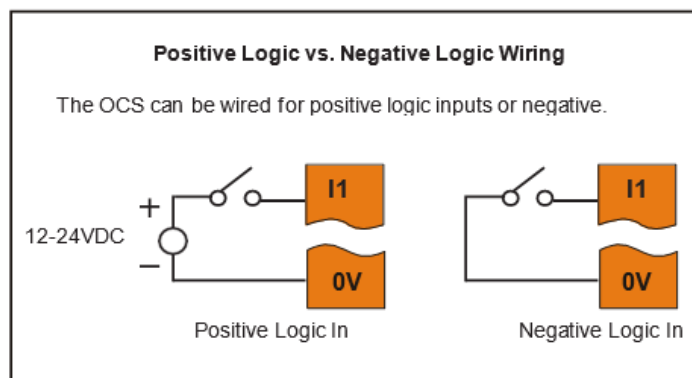 Positive Logic vs. Negative Logic Wiring
The OCS can be wired for positive logic inputs or negative.
I1
I1
+
12-24VDC
−
0V
0V
Positive Logic In
Negative Logic In